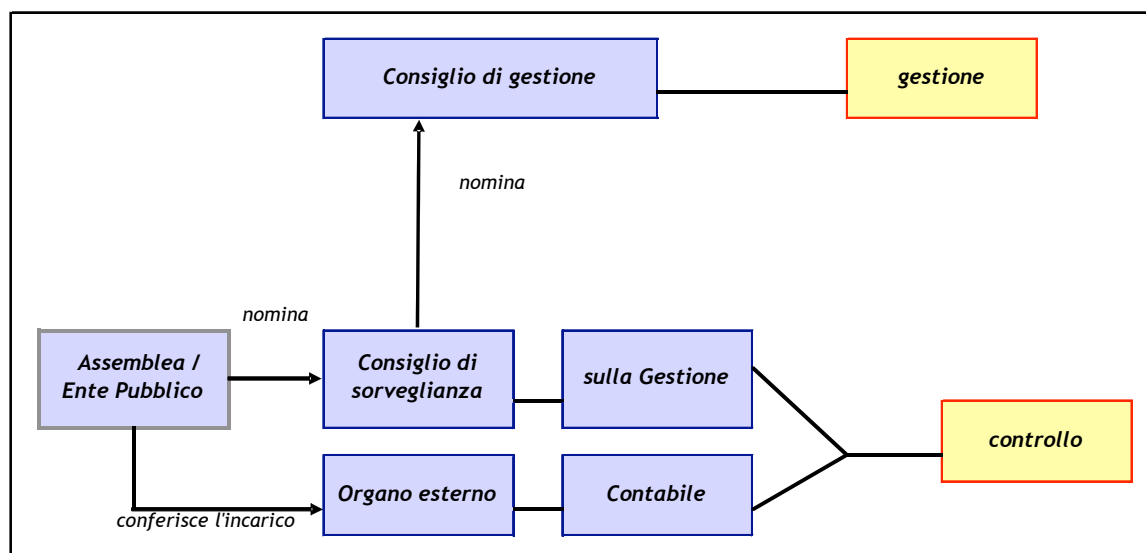 Consiglio di gestione
gestione
nomina
nomina
Assemblea /
Ente Pubblico
Consiglio di
sorveglianza
sulla Gestione
controllo
Organo esterno
Contabile
conferisce l'incarico